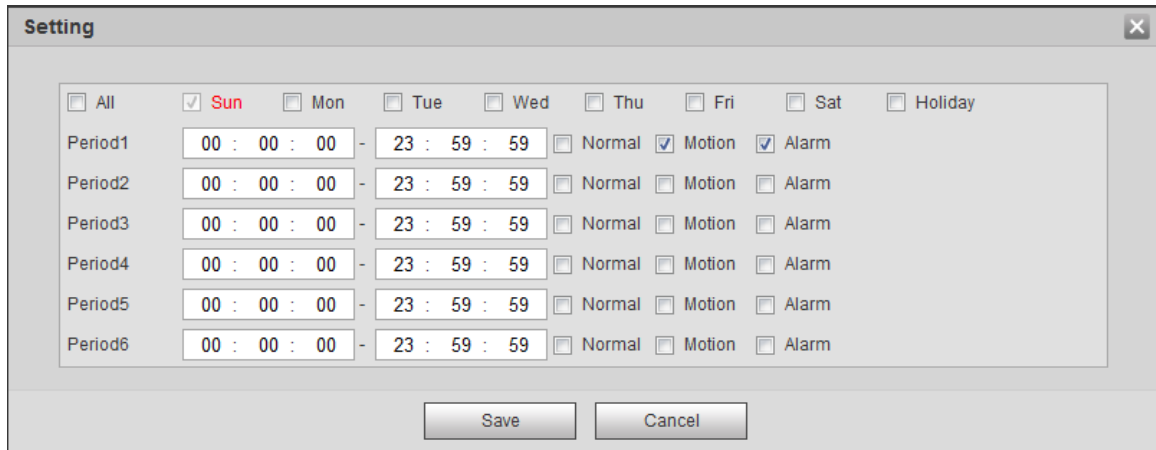 Setting
All Sun Mon Tue Wed Thu Fri Sat Holiday
Period1 00 : 00 : 00 - 23 : 59 : 59 Normal Motion Alarm
Period2 00 : 00 : 00 - 23 : 59 : 59 Normal Motion Alarm
Period3 00 : 00 : 00 - 23 : 59 : 59 Normal Motion Alarm
Period4 00 : 00 : 00 - 23 : 59 : 59 Normal Motion Alarm
Period5 00 : 00 : 00 - 23 : 59 : 59 Normal Motion Alarm
Period6 00 : 00 : 00 - 23 : 59 : 59 Normal Motion Alarm
Save Cancel